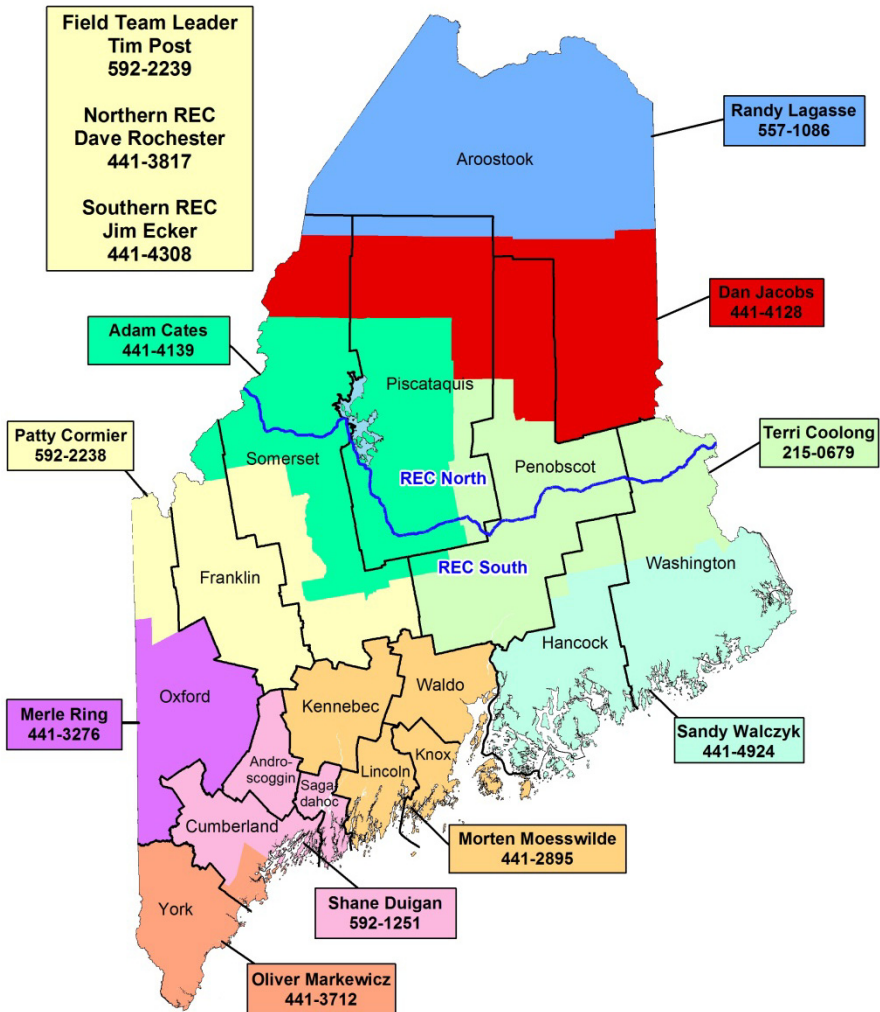 Field Team Leader
Tim Post
592-2239
Northern REC
Dave Rochester
441-3817
Southern REC
Jim Ecker
441-4308
Randy Lagasse
557-1086
Aroostook
Dan Jacobs
441-4128
Adam Cates
441-4139
Piscataquis
Patty Cormier
592-2238
Terri Coolong
215-0679
Somerset
Penobscot
REC North
REC South
Washington
Franklin
Hancock
Oxford
Kennebec
Waldo
Merle Ring
441-3276
Sandy Walczyk
441-4924
Andro-
scoggin
Saga
dahoc
Lincoln
Knox
Cumberland
Morten Moesswilde
441-2895
Shane Duigan
592-1251
York
Oliver Markewicz
441-3712